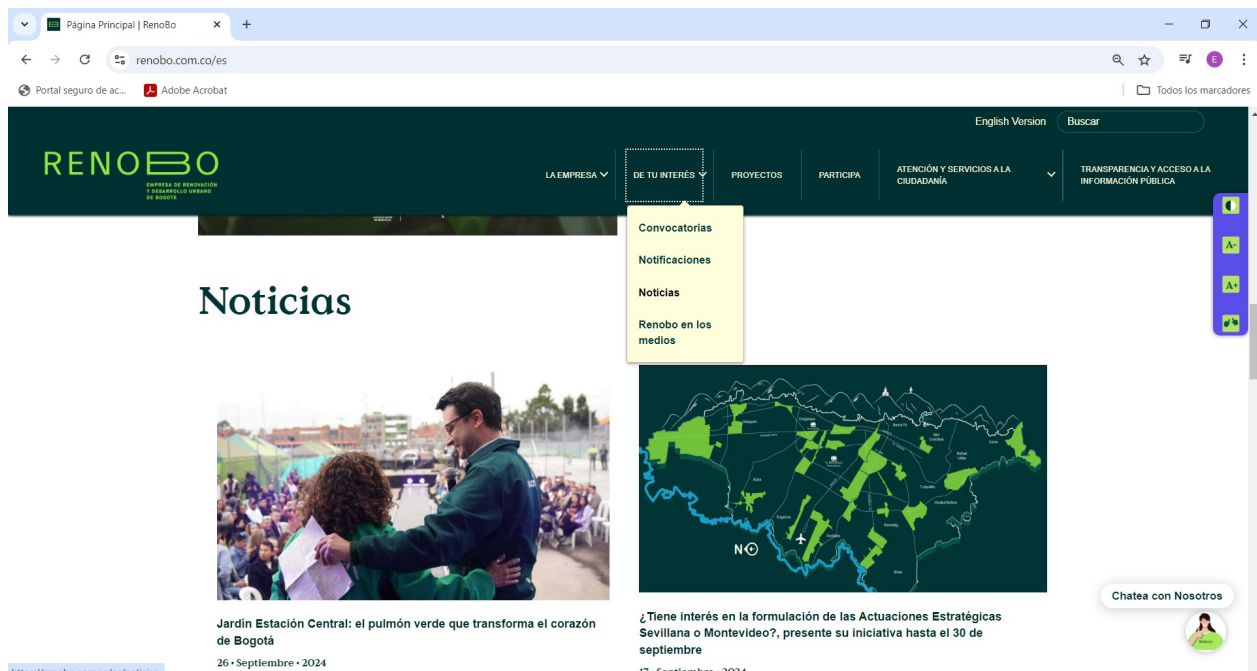 Página Principal | RenoBo
renobo.com.co/es
E
Portal seguro de ac...
Adobe Acrobat
Todos los marcadores
English Version
Buscar
RENOBO
EMPRESA DE RENOVACIÓN
Y DESARROLLO URBANO
DE BOGOTÁ
LA EMPRESA
DE TU INTERÉS
PROYECTOS
PARTICIPA
ATENCIÓN Y SERVICIOS A LA
CIUDADANÍA
TRANSPARENCIA Y ACCESO A LA
INFORMACIÓN PÚBLICA
Convocatorias
Notificaciones
Noticias
Renobo en los
medios
A-
A+
Noticias
N
Chatea con Nosotros
Jardín Estación Central: el pulmón verde que transforma el corazón
de Bogotá
26 • Septiembre • 2024
¿Tiene interés en la formulación de las Actuaciones Estratégicas
Sevillana o Montevideo?, presente su iniciativa hasta el 30 de
septiembre
17 • Septiembre • 2024